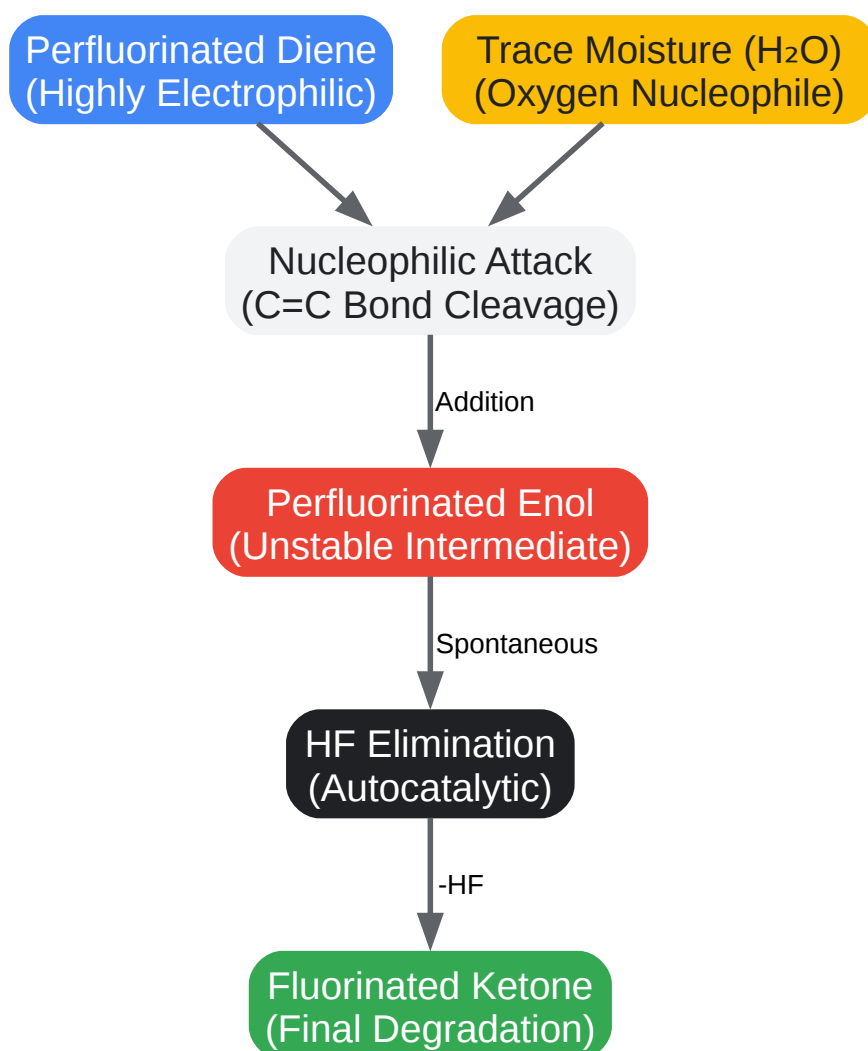 Perfluorinated Diene
(Highly Electrophilic)
Trace Moisture (H₂O)
(Oxygen Nucleophile)
Nucleophilic Attack
(C=C Bond Cleavage)
Addition
Perfluorinated Enol
(Unstable Intermediate)
Spontaneous
HF Elimination
(Autocatalytic)
-HF
Fluorinated Ketone
(Final Degradation)